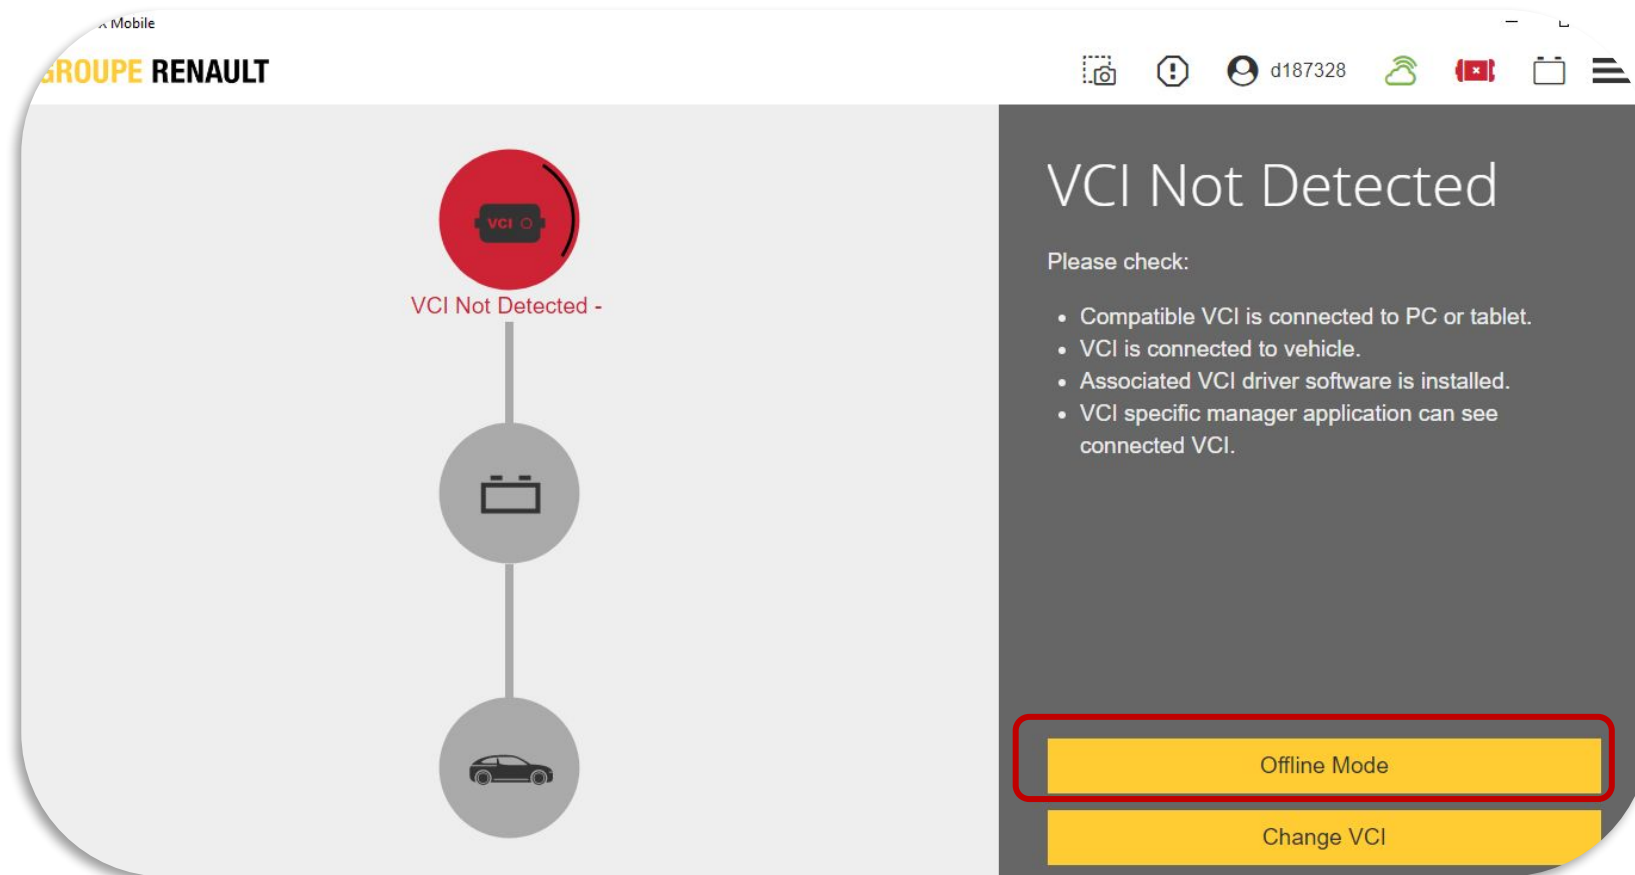 Mobile
GROUPE RENAULT
d187328
VCI
VCI Not Detected -
VCI Not Detected
Please check:
• Compatible VCI is connected to PC or tablet.
• VCI is connected to vehicle.
• Associated VCI driver software is installed.
• VCI specific manager application can see
connected VCI.
Offline Mode
Change VCI